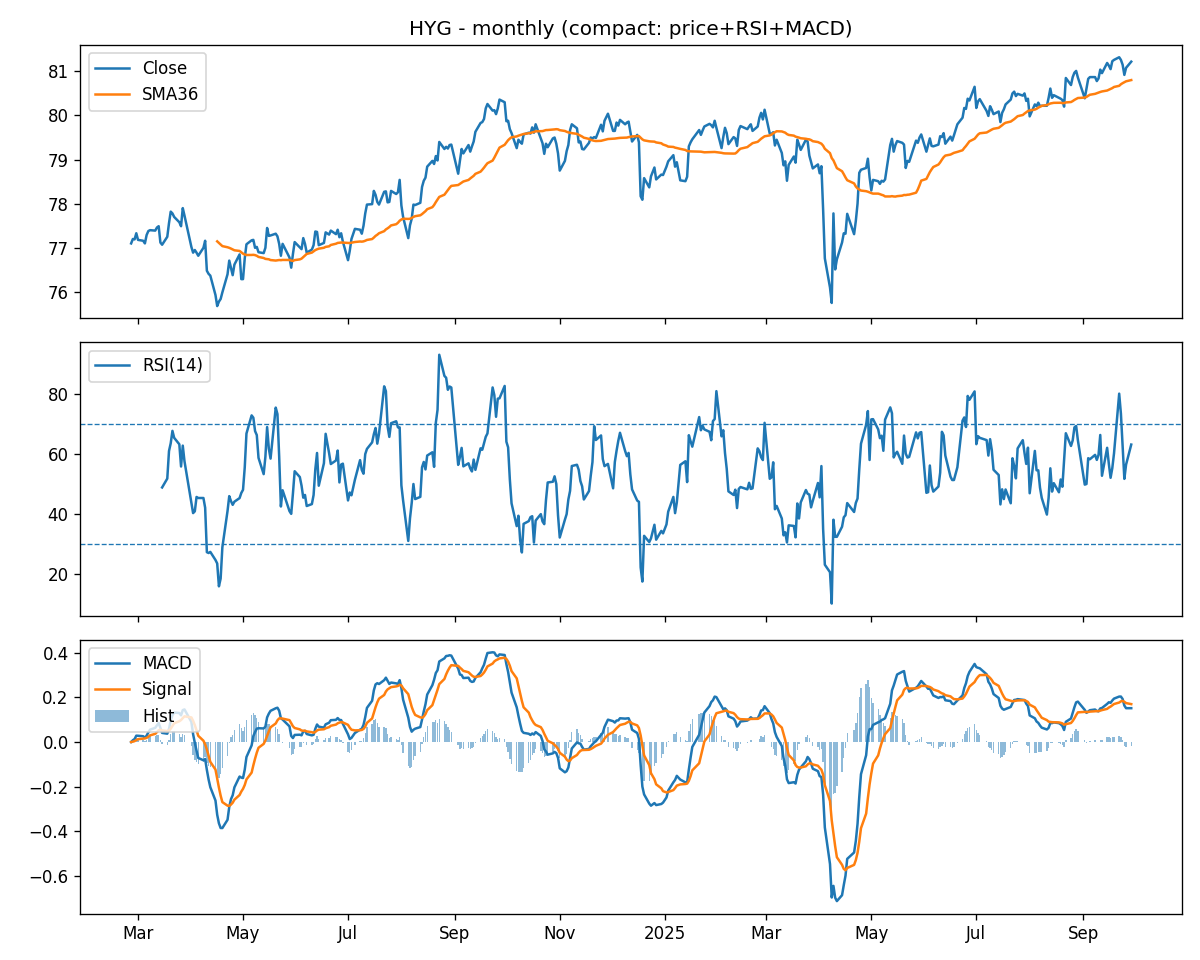 HYG - monthly (compact: price+RSI+MACD)
Close
SMA36
81
80
79
78
77
76
RSI(14)
80
60
40
20
MACD
Signal
Hist
0.4
0.2
0.0
−0.2
−0.4
−0.6
Mar May Jul Sep Nov 2025 Mar May Jul Sep